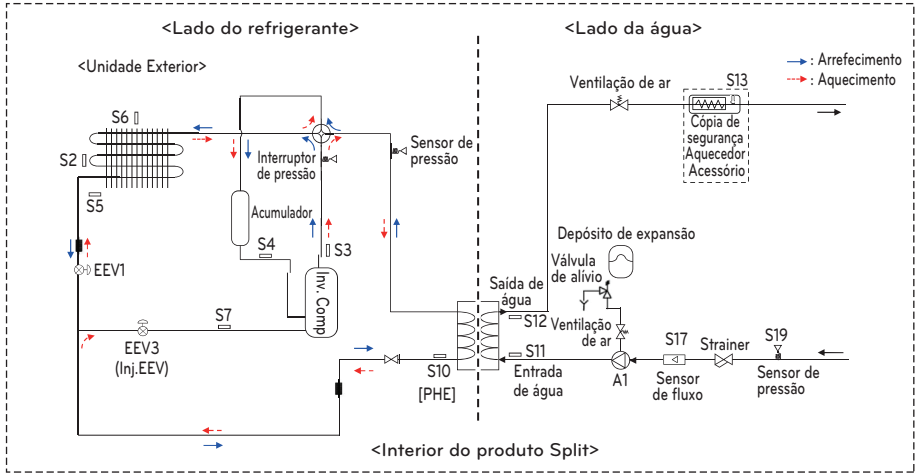 <Lado do refrigerante>
<Lado da água>
<Unidade Exterior>
: Arrefecimento
: Aquecimento
S13
Ventilação de ar
Cópia de
segurança
Aquecedor
Acessório
S6
S2
S5
Interruptor
de pressão
Sensor de
pressão
Acumulador
S4
S3
Inv. Comp
EEV1
S7
EEV3
(Inj.EEV)
Depósito de expansão
Válvula
de alívio
Saída de
água
S12
Ventilação
de ar
S11
Entrada
de água
S10
[PHE]
A1
S17
Sensor
de fluxo
Strainer
S19
Sensor de
pressão
<Interior do produto Split>